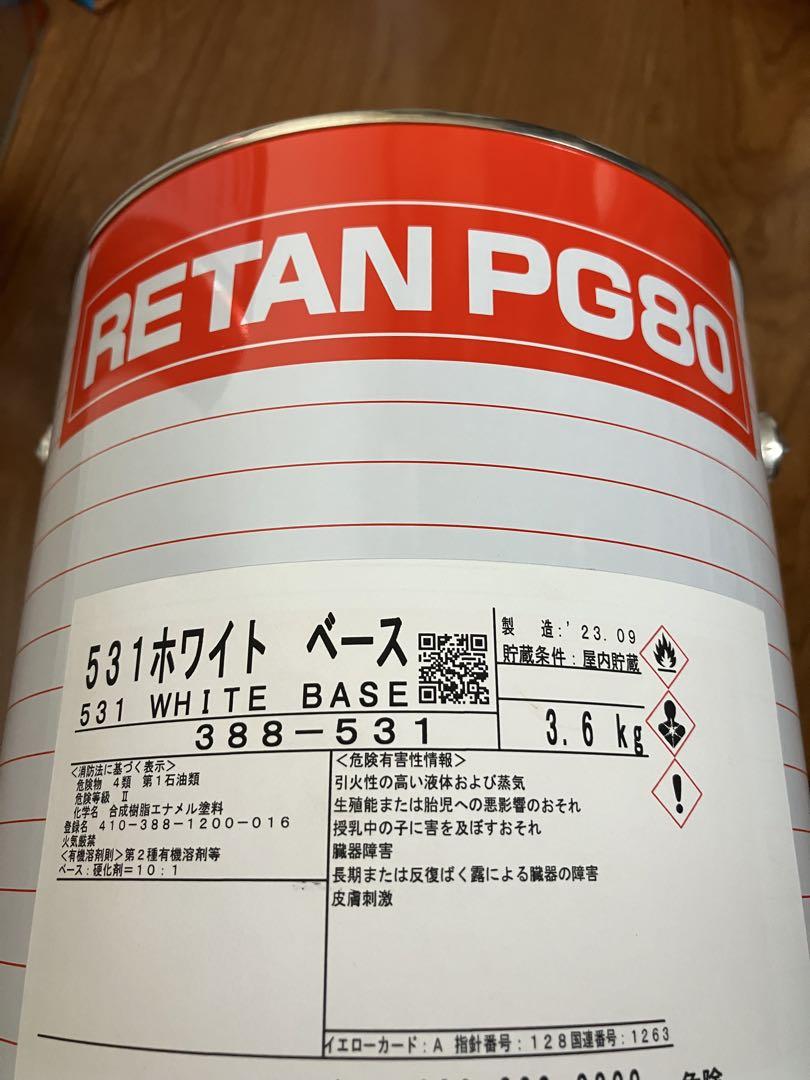 RETAN PG80
531ホワイト ベース
531 WHITE BASE
388-531
製 造:'23.09
貯蔵条件:屋内貯蔵
3.6 kg
<消防法に基づく表示>
危険物 4類 第1石油類
危険等級 Ⅱ
化学名 合成樹脂エナメル塗料
登録名 410-388-1200-016
火気厳禁
<有機溶剤則>第2種有機溶剤等
ベース:硬化剤=10:1
<危険有害性情報>
引火性の高い液体および蒸気
生殖能または胎児への悪影響のおそれ
授乳中の子に害を及ぼすおそれ
臓器障害
長期または反復ばく露による臓器の障害
皮膚刺激
イエローカード:A 指針番号:128国連番号:1263
危険